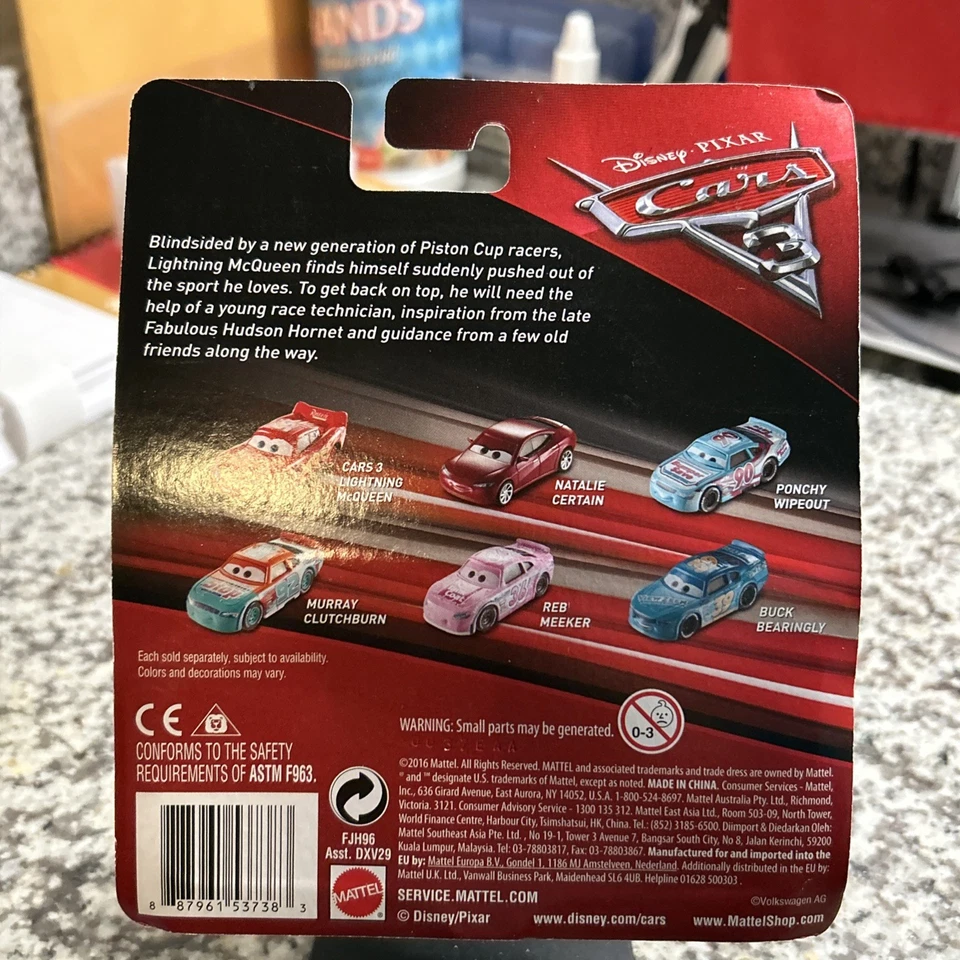 ANDS
DISNEY · PIXAR
Cars
3
Blindsided by a new generation of Piston Cup racers,
Lightning McQueen finds himself suddenly pushed out of
the sport he loves. To get back on top, he will need the
help of a young race technician, inspiration from the late
Fabulous Hudson Hornet and guidance from a few old
friends along the way.
CARS 3
LIGHTNING
McQUEEN
NATALIE
CERTAIN
90
PONCHY
WIPEOUT
MURRAY
CLUTCHBURN
REB
MEEKER
BUCK
BEARINGLY
Each sold separately, subject to availability.
Colors and decorations may vary.
CE
CONFORMS TO THE SAFETY
REQUIREMENTS OF ASTM F963.
WARNING: Small parts may be generated.
0-3
©2016 Mattel. All Rights Reserved. MATTEL and associated trademarks and trade dress are owned by Mattel.
® and ™ designate U.S. trademarks of Mattel, except as noted. MADE IN CHINA. Consumer Services - Mattel,
Inc., 636 Girard Avenue, East Aurora, NY 14052, U.S.A. 1-800-524-8697. Mattel Australia Pty. Ltd., Richmond,
Victoria. 3121. Consumer Advisory Service - 1300 135 312. Mattel East Asia Ltd., Room 503-09, North Tower,
World Finance Centre, Harbour City, Tsimshatsui, HK, China. Tel.: (852) 3185-6500. Diimport & Diedarkan Oleh:
Mattel Southeast Asia Pte. Ltd. , No 19-1, Tower 3 Avenue 7, Bangsar South City, No 8, Jalan Kerinchi, 59200
Kuala Lumpur, Malaysia. Tel: 03-78803817, Fax: 03-78803867. Manufactured for and imported into the
EU by: Mattel Europa B.V., Gondel 1, 1186 MJ Amstelveen, Nederland. Additionally distributed in the EU by:
Mattel U.K. Ltd., Vanwall Business Park, Maidenhead SL6 4UB. Helpline 01628 500303 .
FJH96
Asst. DXV29
8 87961 53738 3
MATTEL
SERVICE.MATTEL.COM
©Volkswagen AG
© Disney/Pixar www.disney.com/cars www.MattelShop.com